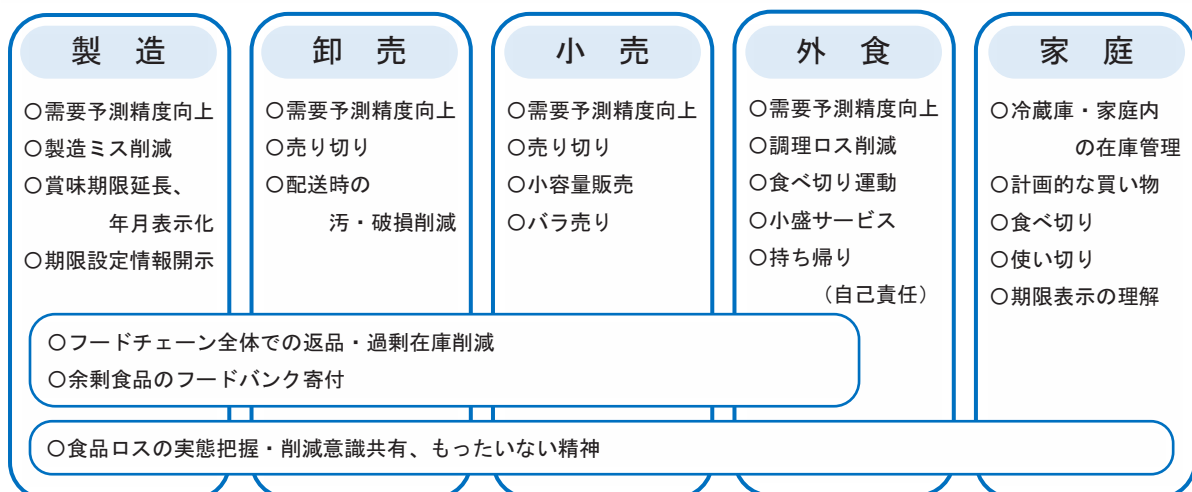 製造
○需要予測精度向上
○製造ミス削減
○賞味期限延長、
年月表示化
○期限設定情報開示
卸売
○需要予測精度向上
○売り切り
○配送時の
汚・破損削減
小売
○需要予測精度向上
○売り切り
○小容量販売
○バラ売り
外食
○需要予測精度向上
○調理ロス削減
○食べ切り運動
○小盛サービス
○持ち帰り
（自己責任）
家庭
○冷蔵庫・家庭内
の在庫管理
○計画的な買い物
○食べ切り
○使い切り
○期限表示の理解
○フードチェーン全体での返品・過剰在庫削減
○余剰食品のフードバンク寄付
○食品ロスの実態把握・削減意識共有、もったいない精神